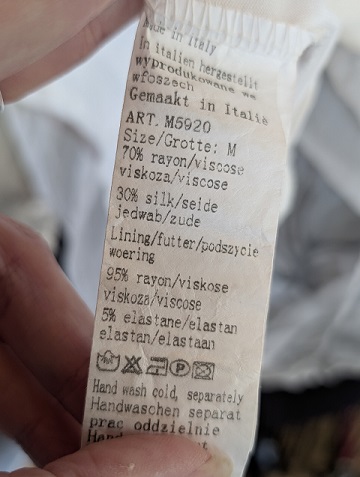 Made in Italy
In italien hergestellt
wyprodukowane we
włoszech
Gemaakt in Italië
ART. M5920
Size/Grotte: M
70% rayon/viscose
viskoza/viscose
30% silk/seide
jedwab/zude
Lining/futter/podszycie
woering
95% rayon/viskose
viskoza/viscose
5% elastane/elastan
elastan/elastaan
Hand wash cold, separately
Handwaschen separat
prac oddzielnie
Hand